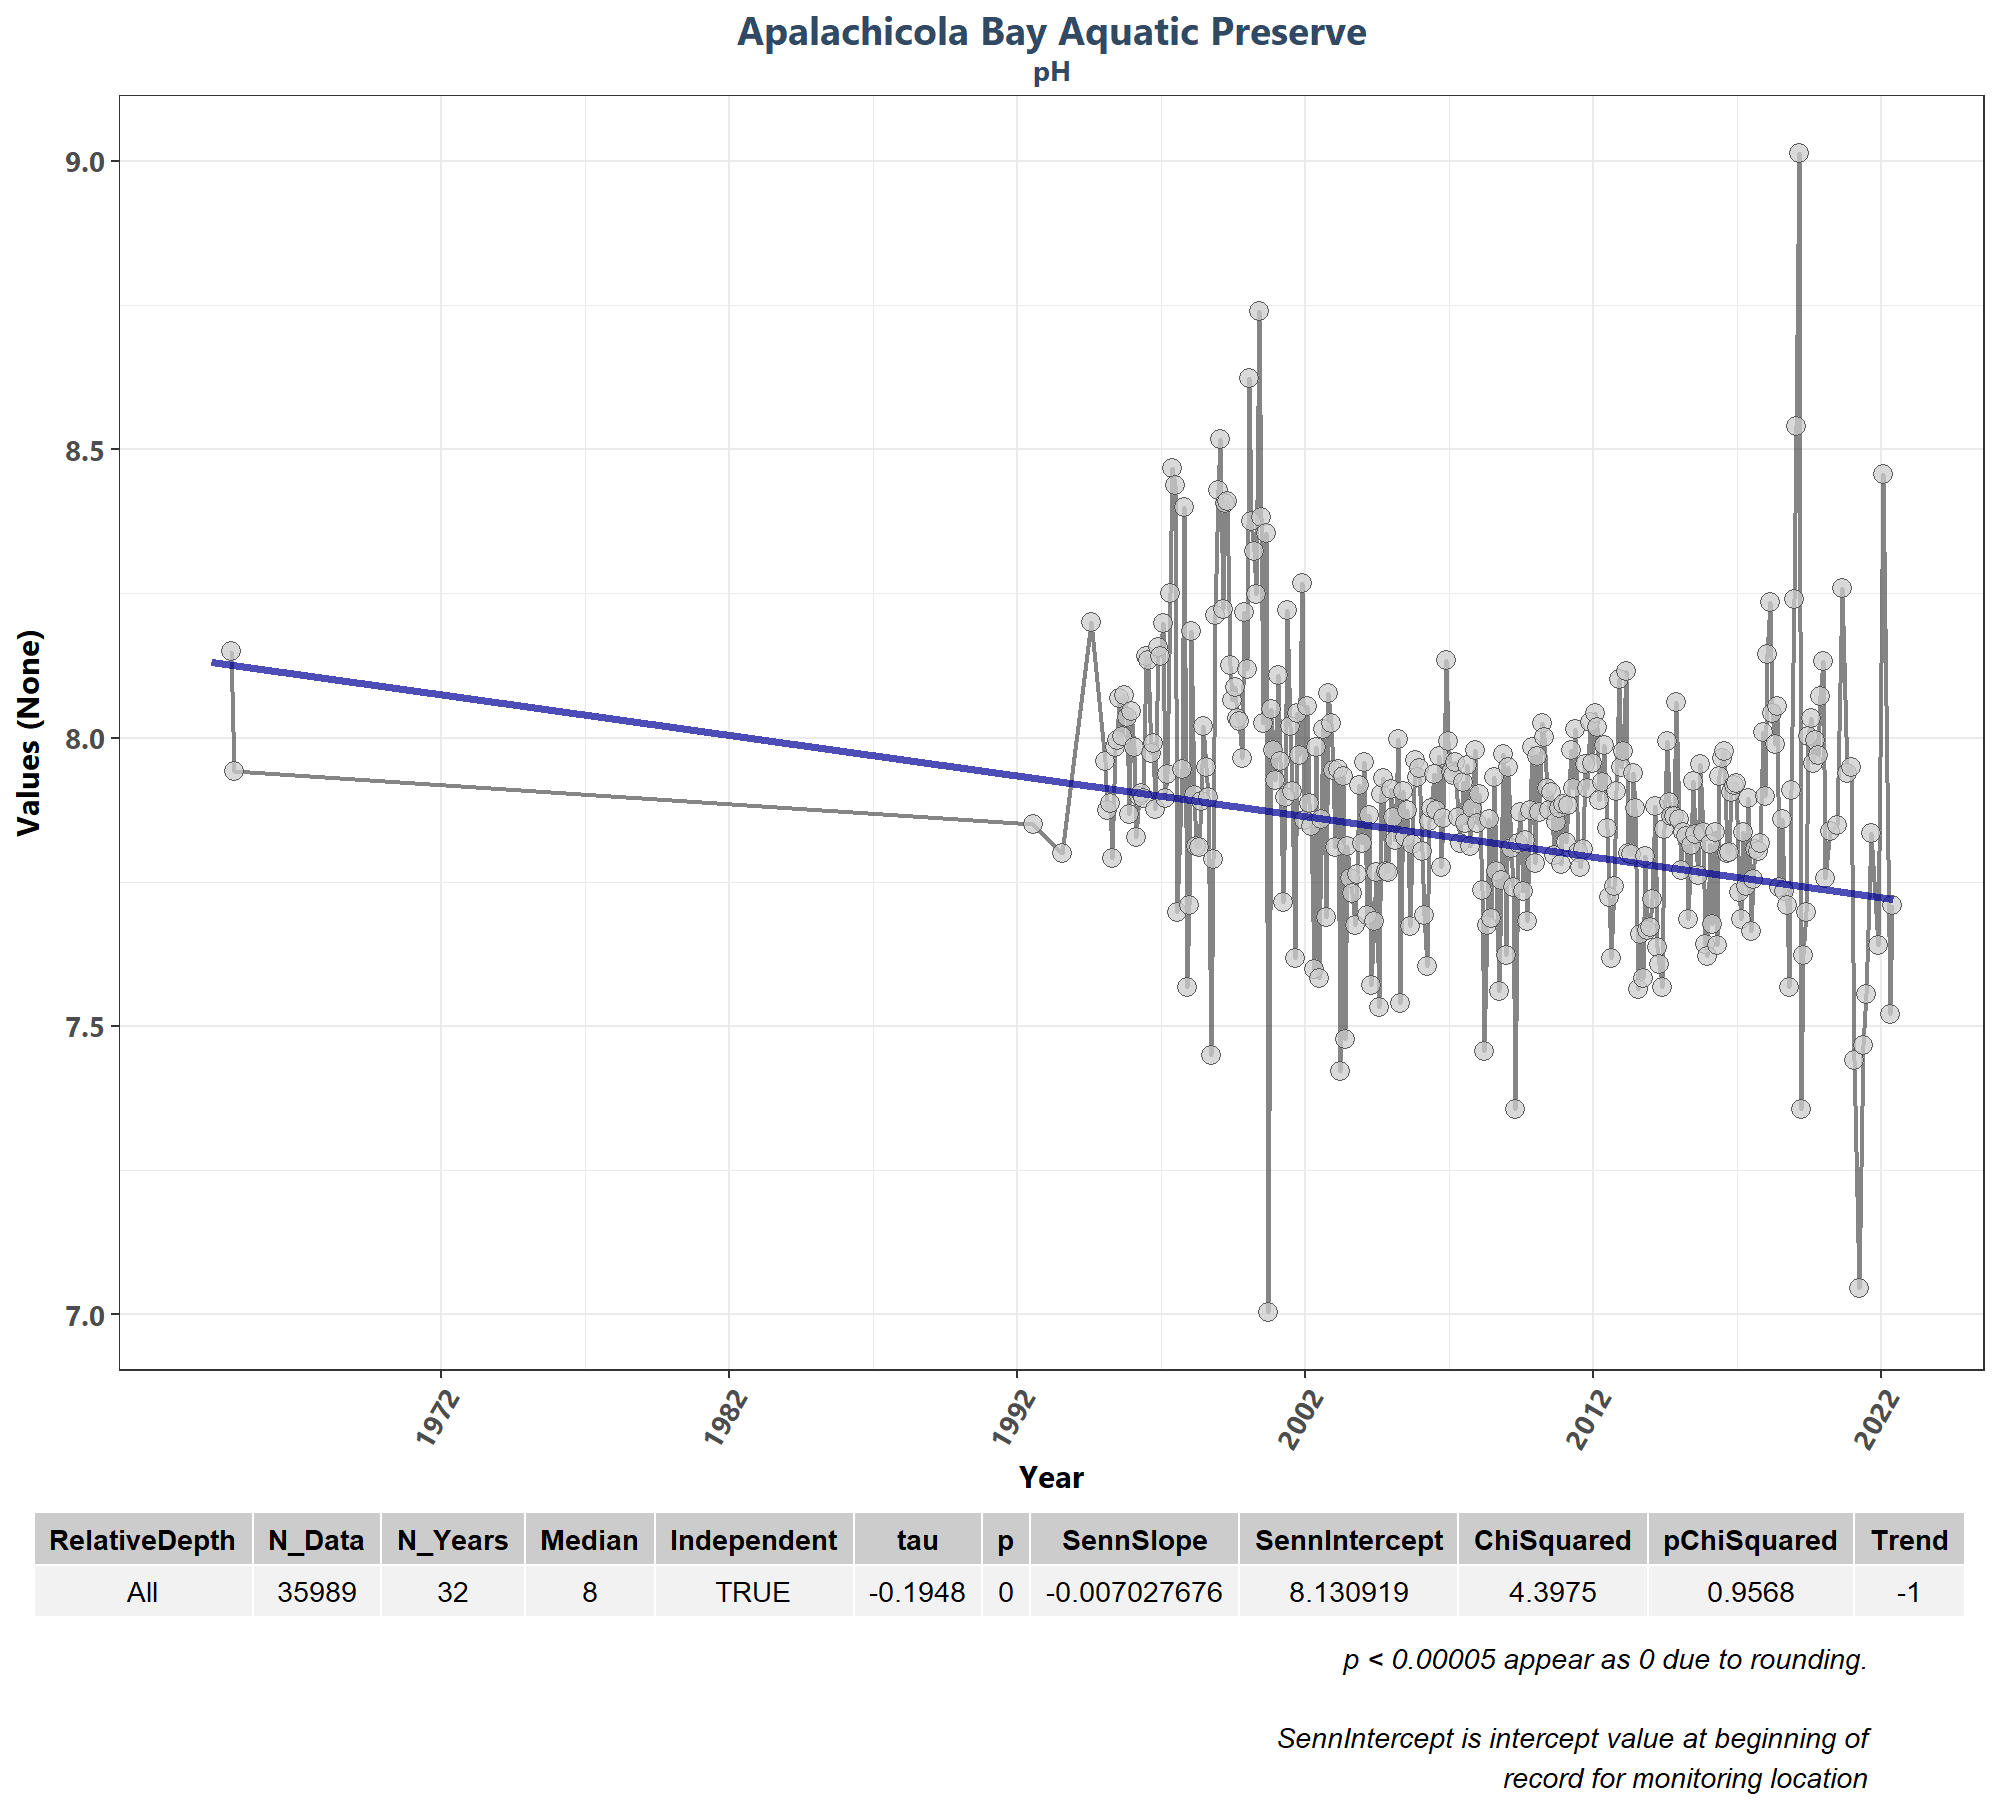 Apalachicola Bay Aquatic Preserve
pH
Values (None)
9.0
8.5
8.0
7.5
7.0
1972
1982
1992
2002
2012
2022
Year
RelativeDepth N_Data N_Years Median Independent tau p SennSlope SennIntercept ChiSquared pChiSquared Trend
All 35989 32 8 TRUE -0.1948 0 -0.007027676 8.130919 4.3975 0.9568 -1
p < 0.00005 appear as 0 due to rounding.
SennIntercept is intercept value at beginning of
record for monitoring location